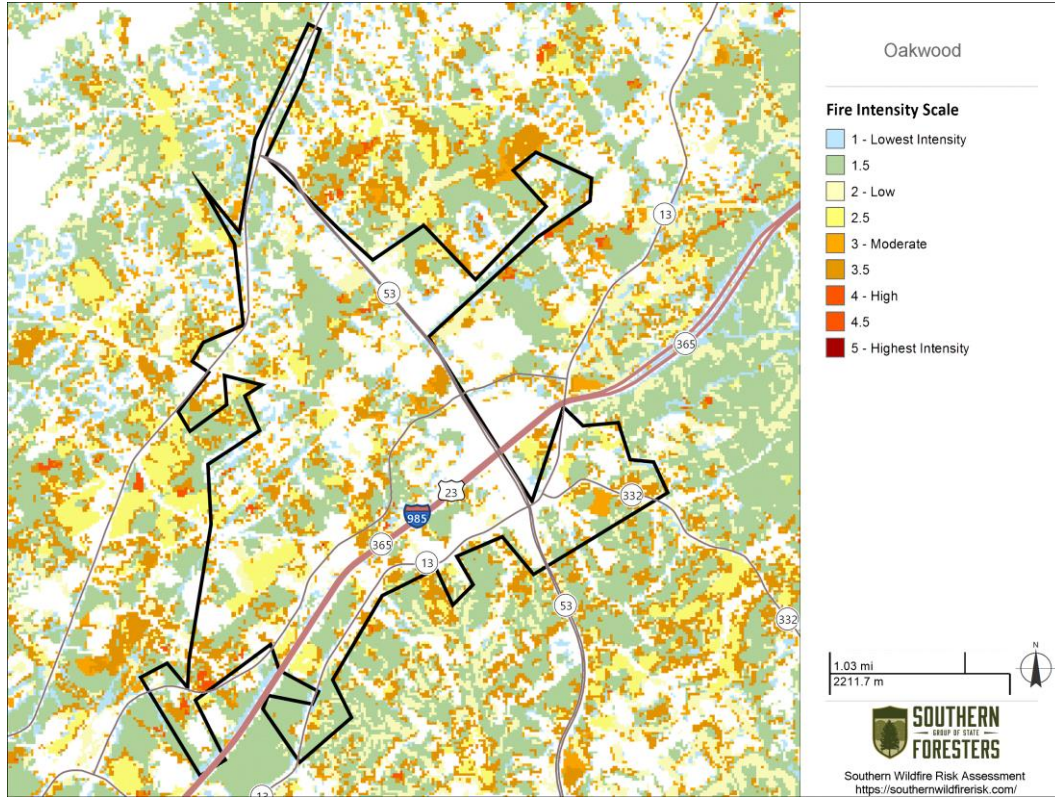 Oakwood
Fire Intensity Scale
1 - Lowest Intensity
1.5
2 - Low
2.5
3 - Moderate
3.5
4 - High
4.5
5 - Highest Intensity
13
53
365
23
332
985
365
13
53
332
13
1.03 mi
2211.7 m
N
SOUTHERN
GROUP OF STATE
FORESTERS
Southern Wildfire Risk Assessment
https://southernwildfirerisk.com/